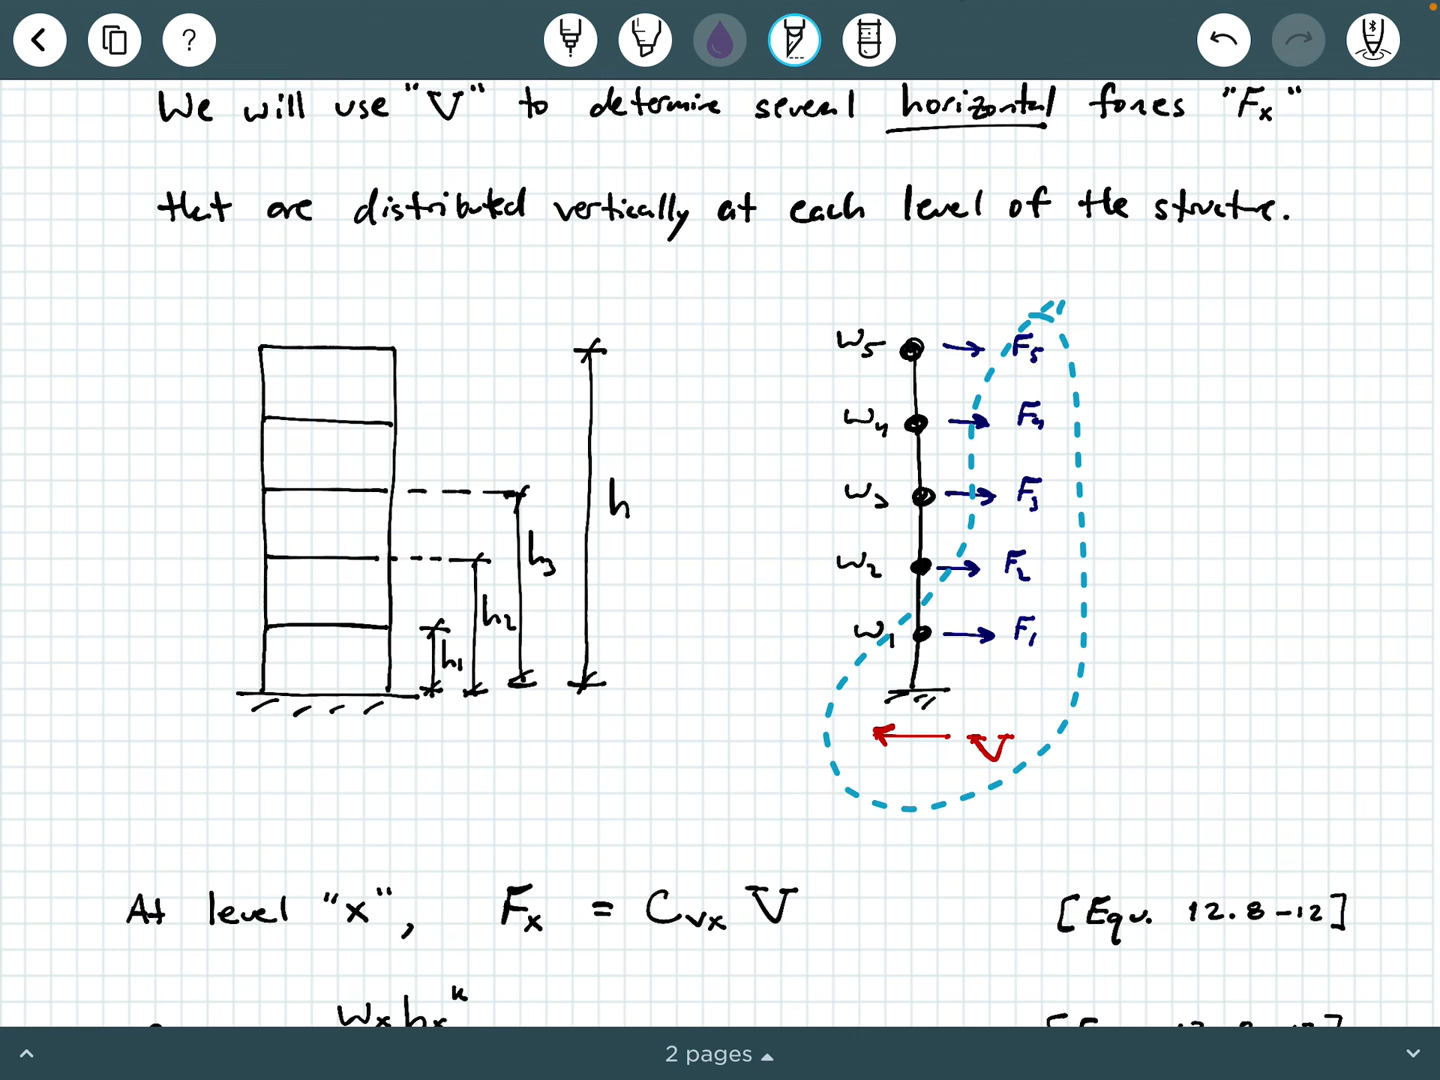 ?
We will use "V" to determine several horizontal forces "Fx"
that are distributed vertically at each level of the structure.
W5 F5
W4 F4
h W3 F3
h3
W2 F2
h2
W1 F1
h1
V
At level "x", Fx = Cvx V [Equ. 12.8-12]
Wx hx^k
2 pages